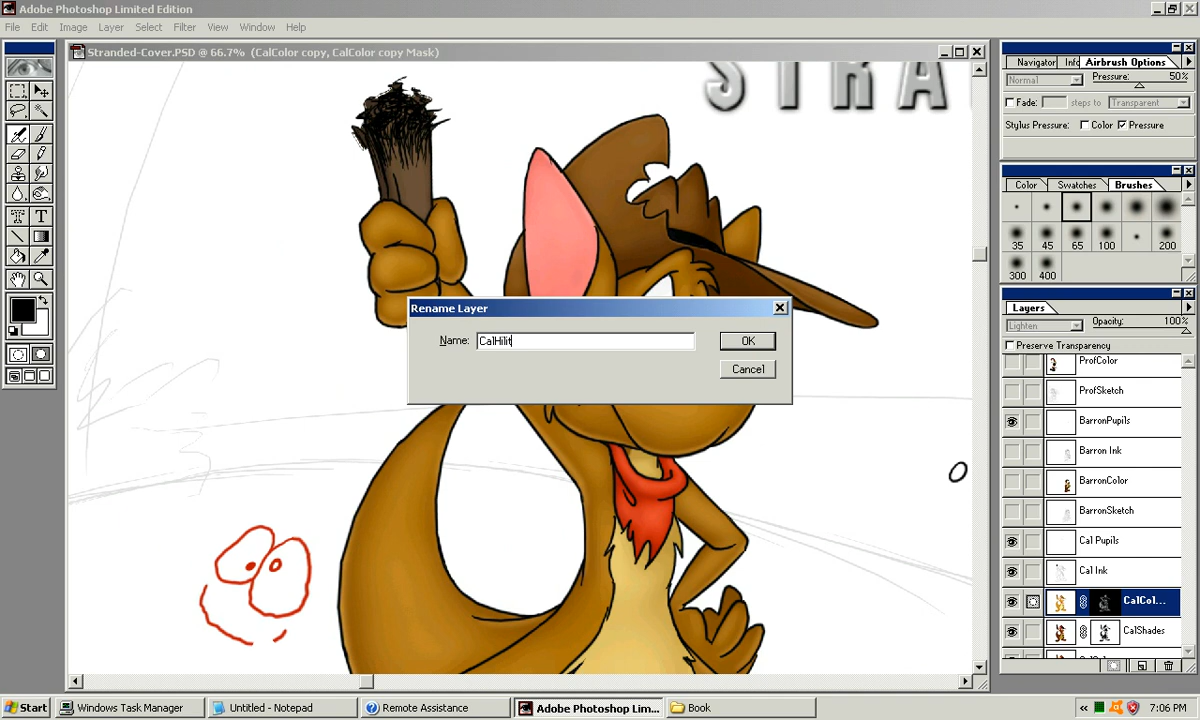 Adobe Photoshop Limited Edition
File Edit Image Layer Select Filter View Window Help
Stranded-Cover.PSD @ 66.7% (CalColor copy, CalColor copy Mask)
STRA
Rename Layer
Name: CalHilit
OK
Cancel
Navigator Info Airbrush Options
Normal Pressure: 50%
Fade: steps to Transparent
Stylus Pressure: Color Pressure
Color Swatches Brushes
35 45 65 100 200
300 400
Layers
Lighten Opacity: 100%
Preserve Transparency
ProfColor
ProfSketch
BarronPupils
Barron Ink
BarronColor
BarronSketch
Cal Pupils
Cal Ink
CalCol...
CalShades
Start Windows Task Manager Untitled - Notepad Remote Assistance Adobe Photoshop Lim... Book « 7:06 PM